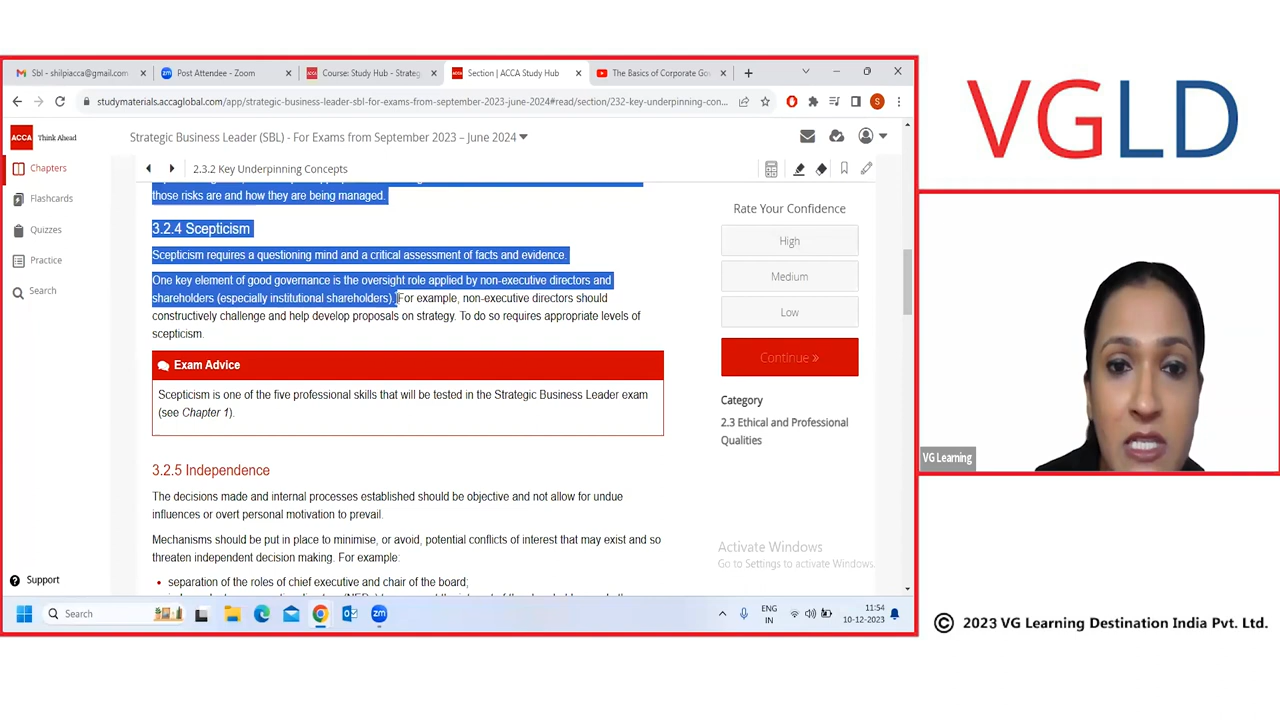 Sbl - shilpiacca@gmail.com
Post Attendee - Zoom
Course: Study Hub - Strateg
Section | ACCA Study Hub
The Basics of Corporate Go
studymaterials.accaglobal.com/app/strategic-business-leader-sbl-for-exams-from-september-2023-june-2024#read/section/232-key-underpinning-con...
S
ACCA Think Ahead
Strategic Business Leader (SBL) - For Exams from September 2023 – June 2024
Chapters
Flashcards
Quizzes
Practice
Search
Support
2.3.2 Key Underpinning Concepts
those risks are and how they are being managed.
3.2.4 Scepticism
Scepticism requires a questioning mind and a critical assessment of facts and evidence.
One key element of good governance is the oversight role applied by non-executive directors and
shareholders (especially institutional shareholders). For example, non-executive directors should
constructively challenge and help develop proposals on strategy. To do so requires appropriate levels of
scepticism.
Exam Advice
Scepticism is one of the five professional skills that will be tested in the Strategic Business Leader exam
(see Chapter 1).
3.2.5 Independence
The decisions made and internal processes established should be objective and not allow for undue
influences or overt personal motivation to prevail.
Mechanisms should be put in place to minimise, or avoid, potential conflicts of interest that may exist and so
threaten independent decision making. For example:
• separation of the roles of chief executive and chair of the board;
Rate Your Confidence
High
Medium
Low
Continue »
Category
2.3 Ethical and Professional
Qualities
Activate Windows
Go to Settings to activate Windows.
Search
ENG
IN
11:54
10-12-2023
VGLD
VG Learning
© 2023 VG Learning Destination India Pvt. Ltd.